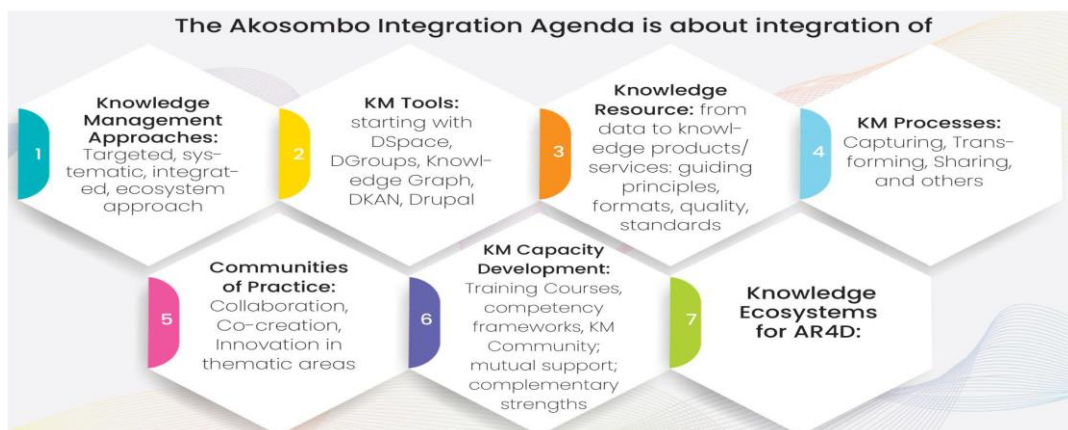 The Akosombo Integration Agenda is about integration of
1
Knowledge
Management
Approaches:
Targeted, sys-
tematic, integrat-
ed, ecosystem
approach
2
KM Tools:
starting with
DSpace,
DGroups, Knowl-
edge Graph,
DKAN, Drupal
3
Knowledge
Resource: from
data to knowl-
edge products/
services: guiding
principles,
formats, quality,
standards
4
KM Processes:
Capturing, Trans-
forming, Sharing,
and others
5
Communities
of Practice:
Collaboration,
Co-creation,
Innovation in
thematic areas
6
KM Capacity
Development:
Training Courses,
competency
frameworks, KM
Community;
mutual support;
complementary
strengths
7
Knowledge
Ecosystems
for AR4D: